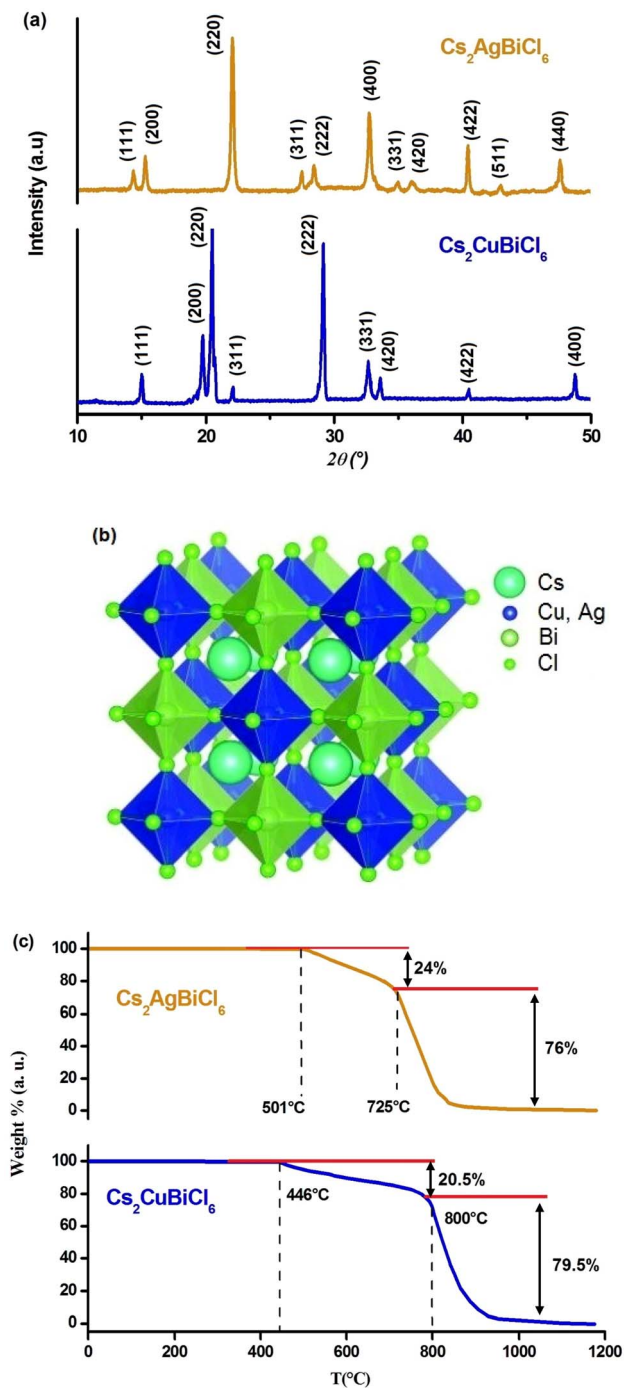 (a)
Cs₂AgBiCl₆
(111)
(200)
(220)
(311)
(222)
(400)
(331)
(420)
(422)
(511)
(440)
Intensity (a.u)
Cs₂CuBiCl₆
(111)
(200)
(220)
(311)
(222)
(331)
(420)
(422)
(400)
10 20 30 40 50
2θ (°)
(b)
Cs
Cu, Ag
Bi
Cl
(c)
100
80
60
40
20
0
Cs₂AgBiCl₆
24%
76%
501°C
725°C
Weight % (a. u.)
100
80
60
40
20
0
Cs₂CuBiCl₆
20.5%
446°C
800°C
79.5%
0 200 400 600 800 1000 1200
T(°C)